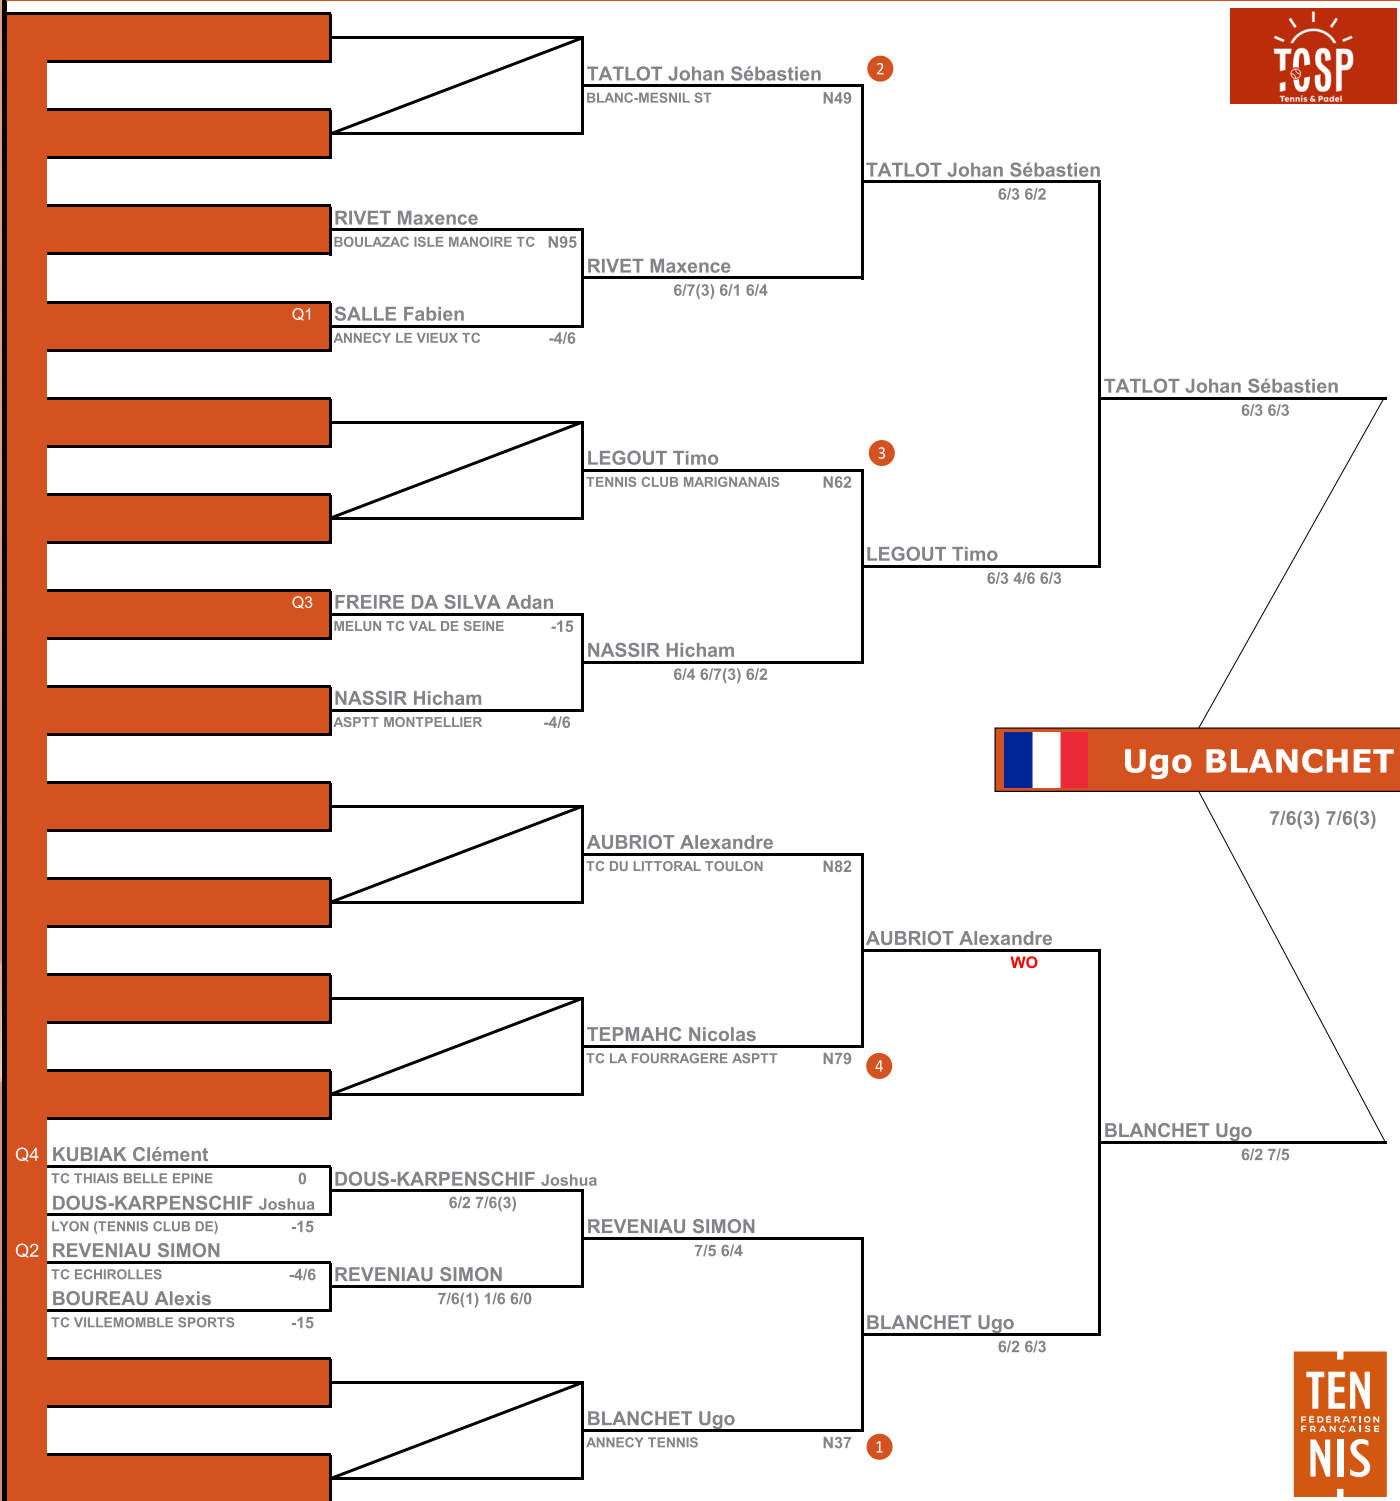 TCSP
Tennis & Padel
TATLOT Johan Sébastien
2
BLANC-MESNIL ST N49
TATLOT Johan Sébastien
6/3 6/2
RIVET Maxence
BOULAZAC ISLE MANOIRE TC N95
RIVET Maxence
6/7(3) 6/1 6/4
Q1 SALLE Fabien
ANNECY LE VIEUX TC -4/6
TATLOT Johan Sébastien
6/3 6/3
LEGOUT Timo
3
TENNIS CLUB MARIGNANAIS N62
LEGOUT Timo
6/3 4/6 6/3
Q3 FREIRE DA SILVA Adan
MELUN TC VAL DE SEINE -15
NASSIR Hicham
6/4 6/7(3) 6/2
NASSIR Hicham
ASPTT MONTPELLIER -4/6
Ugo BLANCHET
7/6(3) 7/6(3)
AUBRIOT Alexandre
TC DU LITTORAL TOULON N82
AUBRIOT Alexandre
WO
TEPMAHC Nicolas
TC LA FOURRAGERE ASPTT N79
4
BLANCHET Ugo
6/2 7/5
Q4 KUBIAK Clément
TC THIAIS BELLE EPINE 0
DOUS-KARPENSCHIF Joshua
6/2 7/6(3)
DOUS-KARPENSCHIF Joshua
LYON (TENNIS CLUB DE) -15
REVENIAU SIMON
7/5 6/4
Q2 REVENIAU SIMON
TC ECHIROLLES -4/6
REVENIAU SIMON
7/6(1) 1/6 6/0
BOUREAU Alexis
TC VILLEMOMBLE SPORTS -15
BLANCHET Ugo
6/2 6/3
BLANCHET Ugo
ANNECY TENNIS N37
1
TEN
FÉDÉRATION
FRANÇAISE
NIS